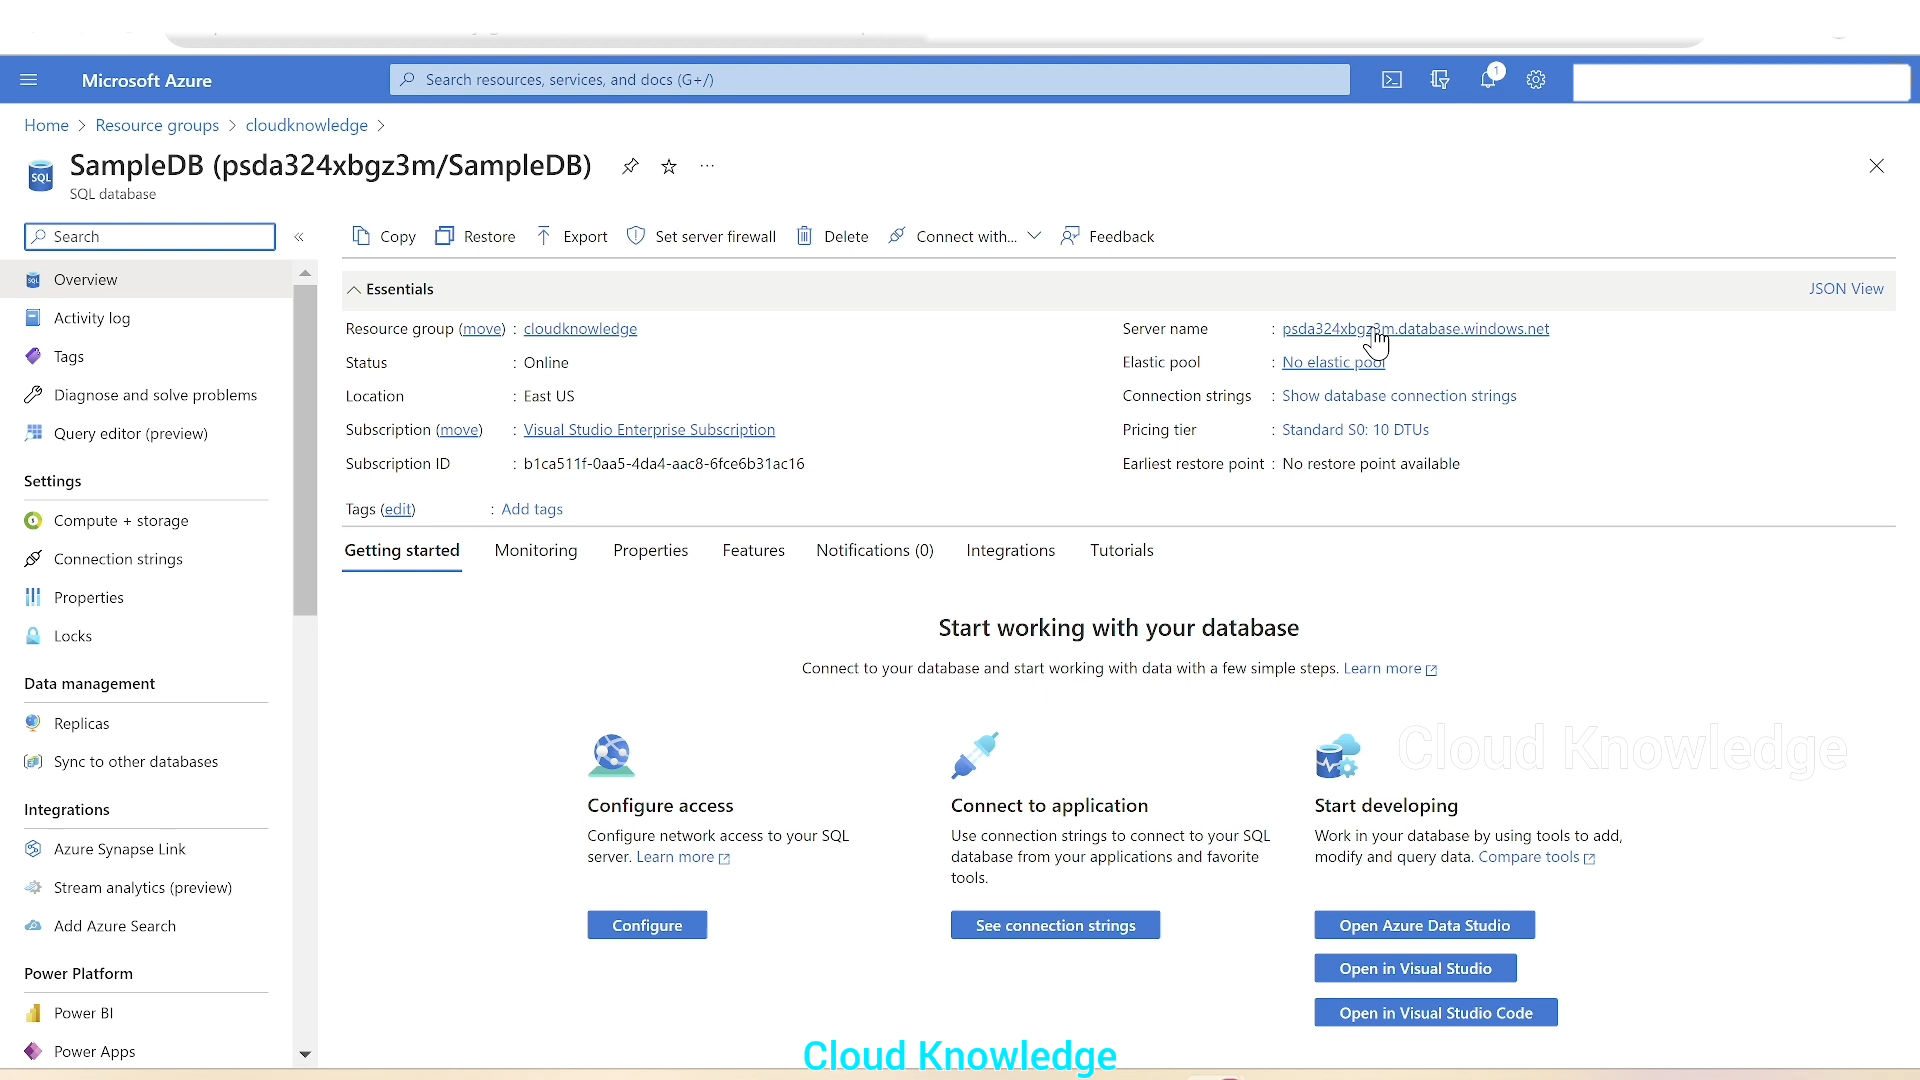 Microsoft Azure
Search resources, services, and docs (G+/)
1
Home > Resource groups > cloudknowledge >
SQL
SampleDB (psda324xbgz3m/SampleDB)
SQL database
Search
«
Copy
Restore
Export
Set server firewall
Delete
Connect with...
Feedback
Overview
Activity log
Tags
Diagnose and solve problems
Query editor (preview)
Settings
Compute + storage
Connection strings
Properties
Locks
Data management
Replicas
Sync to other databases
Integrations
Azure Synapse Link
Stream analytics (preview)
Add Azure Search
Power Platform
Power BI
Power Apps
Essentials
JSON View
Resource group (move) : cloudknowledge
Status : Online
Location : East US
Subscription (move) : Visual Studio Enterprise Subscription
Subscription ID : b1ca511f-0aa5-4da4-aac8-6fce6b31ac16
Server name : psda324xbgz3m.database.windows.net
Elastic pool : No elastic pool
Connection strings : Show database connection strings
Pricing tier : Standard S0: 10 DTUs
Earliest restore point : No restore point available
Tags (edit) : Add tags
Getting started
Monitoring
Properties
Features
Notifications (0)
Integrations
Tutorials
Start working with your database
Connect to your database and start working with data with a few simple steps. Learn more
Configure access
Configure network access to your SQL
server. Learn more
Configure
Connect to application
Use connection strings to connect to your SQL
database from your applications and favorite
tools.
See connection strings
Start developing
Work in your database by using tools to add,
modify and query data. Compare tools
Open Azure Data Studio
Open in Visual Studio
Open in Visual Studio Code
Cloud Knowledge
Cloud Knowledge